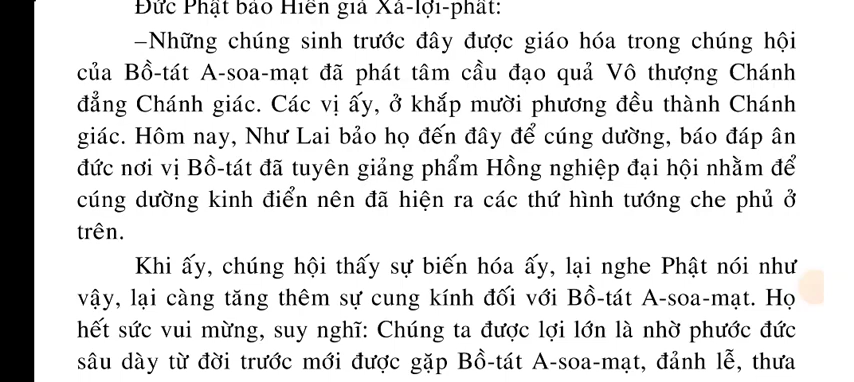 Đức Phật bảo Hiền giả Xá-lợi-phất:
–Những chúng sinh trước đây được giáo hóa trong chúng hội
của Bồ-tát A-soa-mạt đã phát tâm cầu đạo quả Vô thượng Chánh
đẳng Chánh giác. Các vị ấy, ở khắp mười phương đều thành Chánh
giác. Hôm nay, Như Lai bảo họ đến đây để cúng dường, báo đáp ân
đức nơi vị Bồ-tát đã tuyên giảng phẩm Hồng nghiệp đại hội nhằm để
cúng dường kinh điển nên đã hiện ra các thứ hình tướng che phủ ở
trên.
Khi ấy, chúng hội thấy sự biến hóa ấy, lại nghe Phật nói như
vậy, lại càng tăng thêm sự cung kính đối với Bồ-tát A-soa-mạt. Họ
hết sức vui mừng, suy nghĩ: Chúng ta được lợi lớn là nhờ phước đức
sâu dày từ đời trước mới được gặp Bồ-tát A-soa-mạt, đảnh lễ, thưa